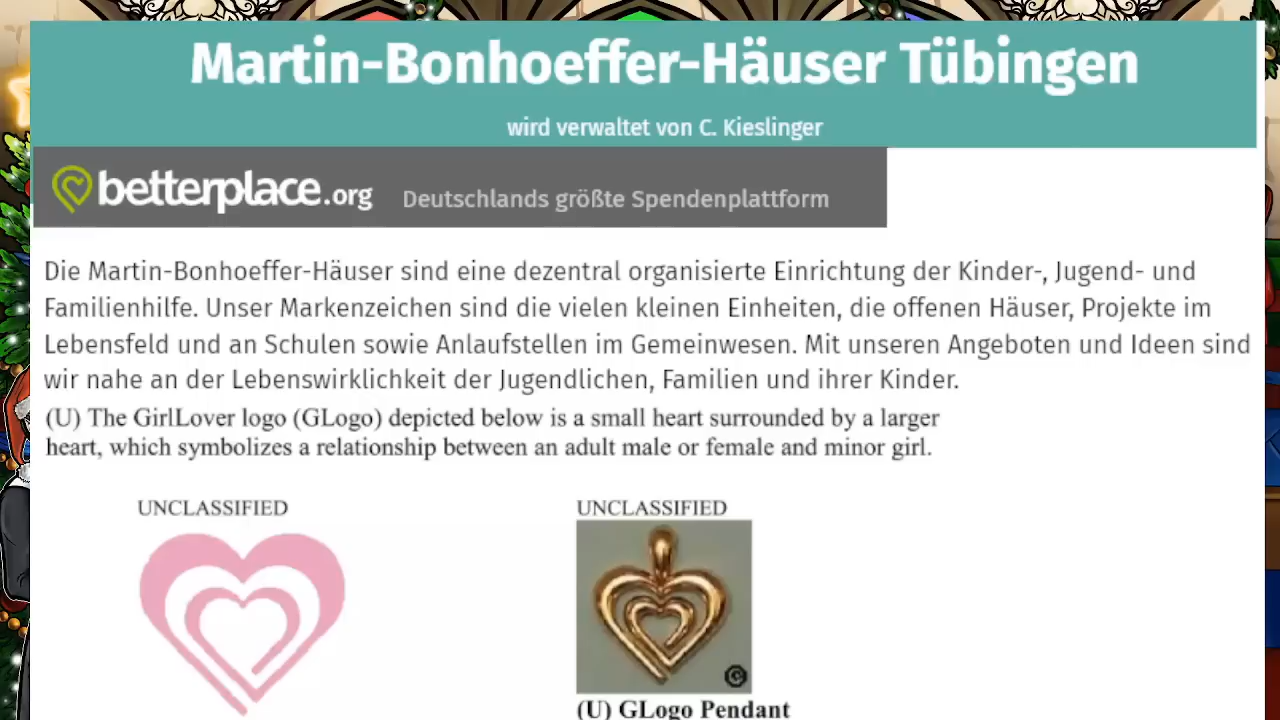 Martin-Bonhoeffer-Häuser Tübingen
wird verwaltet von C. Kieslinger
betterplace.org Deutschlands größte Spendenplattform
Die Martin-Bonhoeffer-Häuser sind eine dezentral organisierte Einrichtung der Kinder-, Jugend- und
Familienhilfe. Unser Markenzeichen sind die vielen kleinen Einheiten, die offenen Häuser, Projekte im
Lebensfeld und an Schulen sowie Anlaufstellen im Gemeinwesen. Mit unseren Angeboten und Ideen sind
wir nahe an der Lebenswirklichkeit der Jugendlichen, Familien und ihrer Kinder.
(U) The GirlLover logo (GLogo) depicted below is a small heart surrounded by a larger
heart, which symbolizes a relationship between an adult male or female and minor girl.
UNCLASSIFIED UNCLASSIFIED
(U) GLogo Pendant